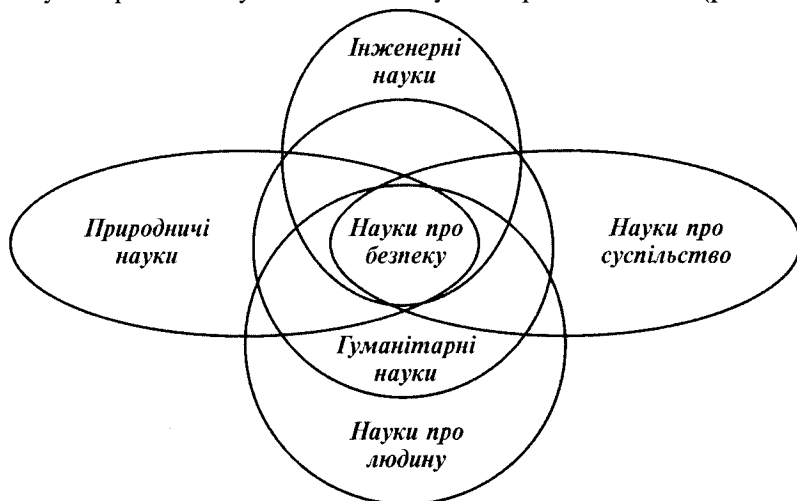 Інженерні
науки
Природничі
науки
Науки про
безпеку
Науки про
суспільство
Гуманітарні
науки
Науки про
людину